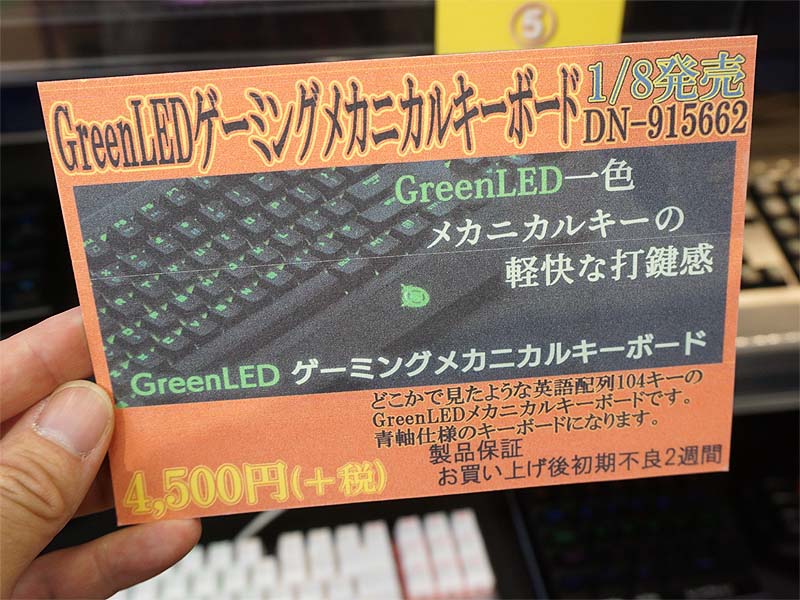 5
GreenLEDゲーミングメカニカルキーボード
1/8発売
DN-915662
GreenLED一色
メカニカルキーの
軽快な打鍵感
GreenLED ゲーミングメカニカルキーボード
どこかで見たような英語配列104キーの
GreenLEDメカニカルキーボードです。
青軸仕様のキーボードになります。
製品保証
お買い上げ後初期不良2週間
4,500円(+税)